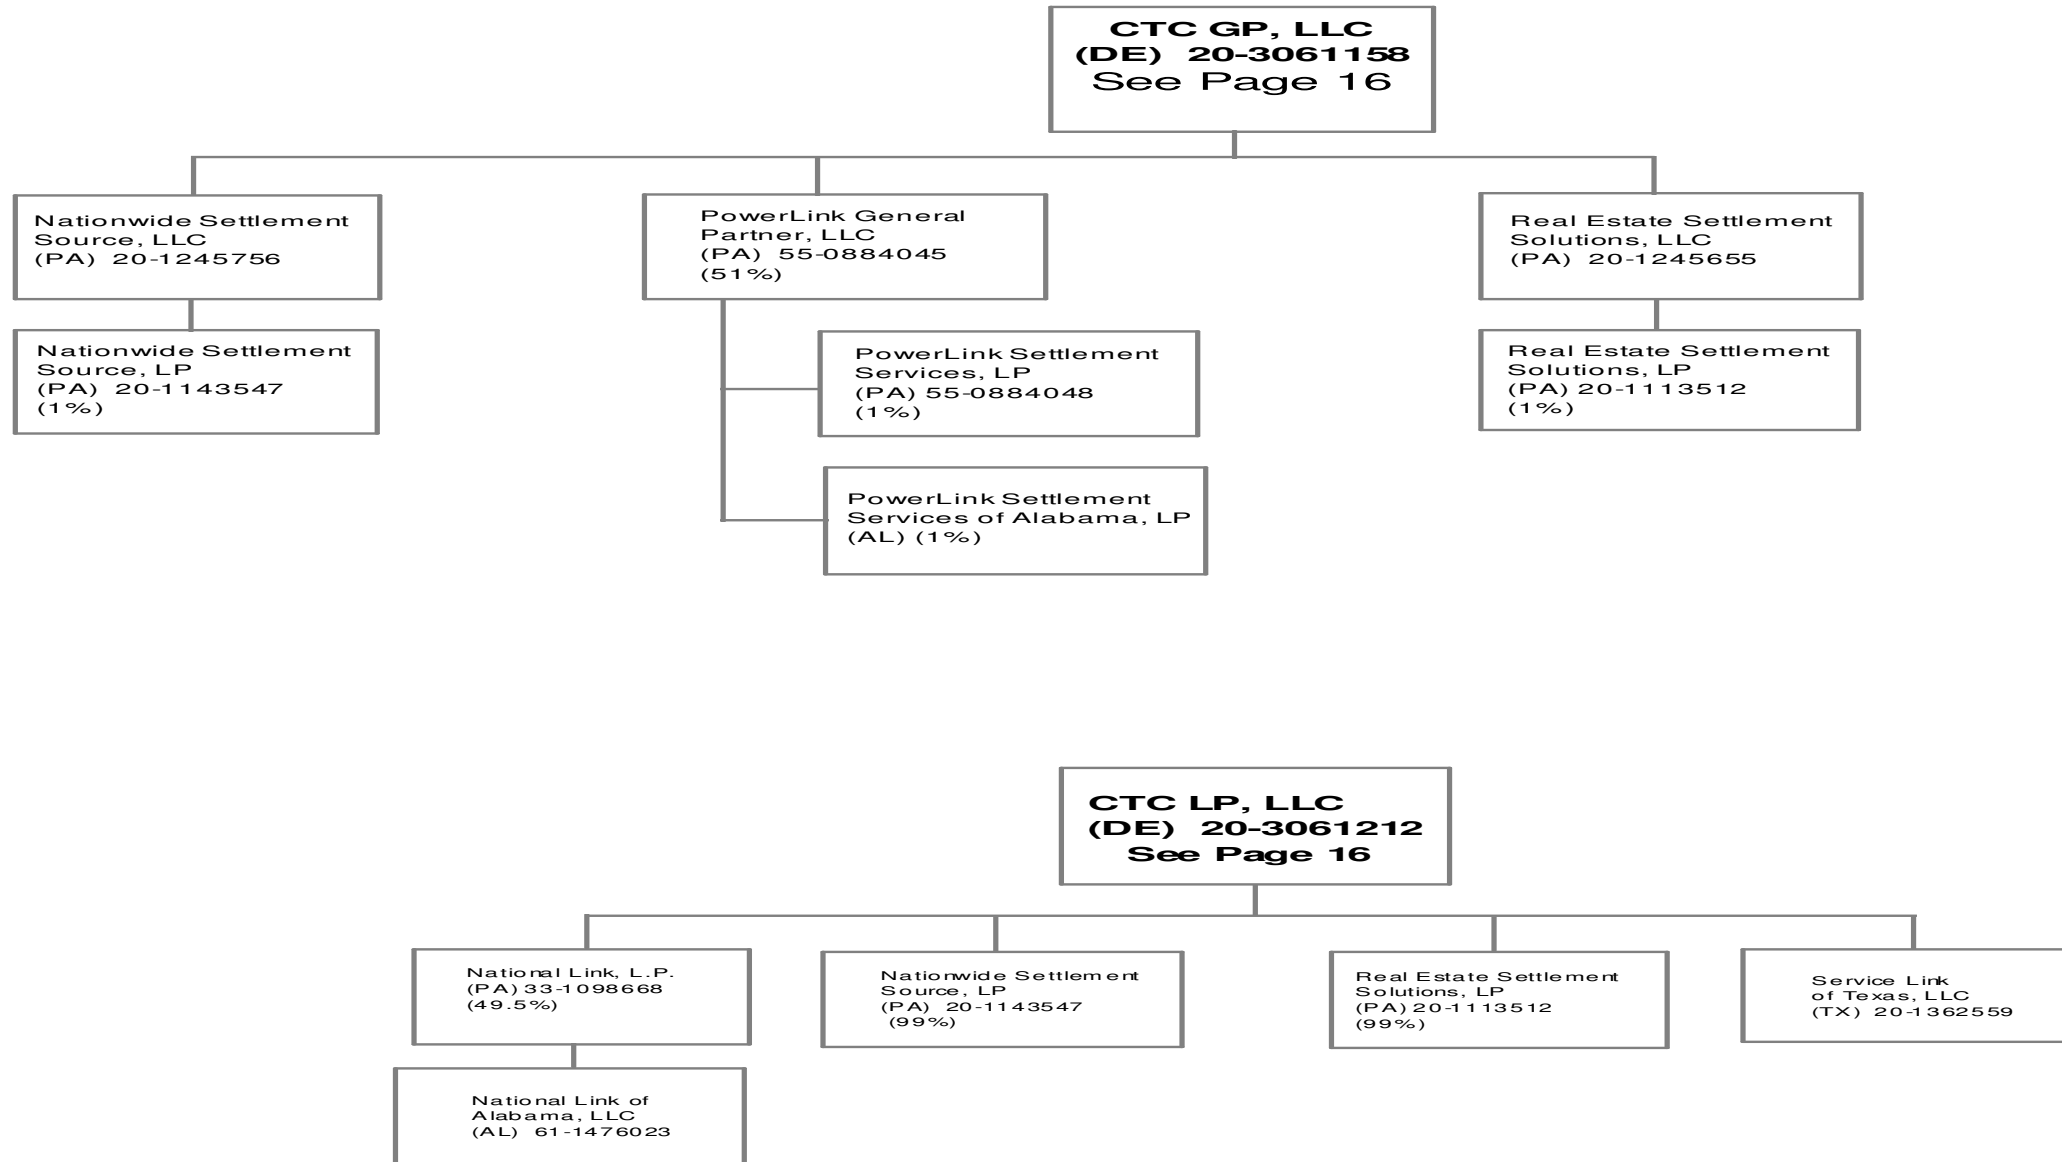 CTC GP, LLC
(DE) 20-3061158
See Page 16
Nationwide Settlement
Source, LLC
(PA) 20-1245756
PowerLink General
Partner, LLC
(PA) 55-0884045
(51%)
Real Estate Settlement
Solutions, LLC
(PA) 20-1245655
Nationwide Settlement
Source, LP
(PA) 20-1143547
(1%)
PowerLink Settlement
Services, LP
(PA) 55-0884048
(1%)
Real Estate Settlement
Solutions, LP
(PA) 20-1113512
(1%)
PowerLink Settlement
Services of Alabama, LP
(AL) (1%)
CTC LP, LLC
(DE) 20-3061212
See Page 16
National Link, L.P.
(PA) 33-1098668
(49.5%)
Nationwide Settlement
Source, LP
(PA) 20-1143547
(99%)
Real Estate Settlement
Solutions, LP
(PA) 20-1113512
(99%)
Service Link
of Texas, LLC
(TX) 20-1362559
National Link of
Alabama, LLC
(AL) 61-1476023